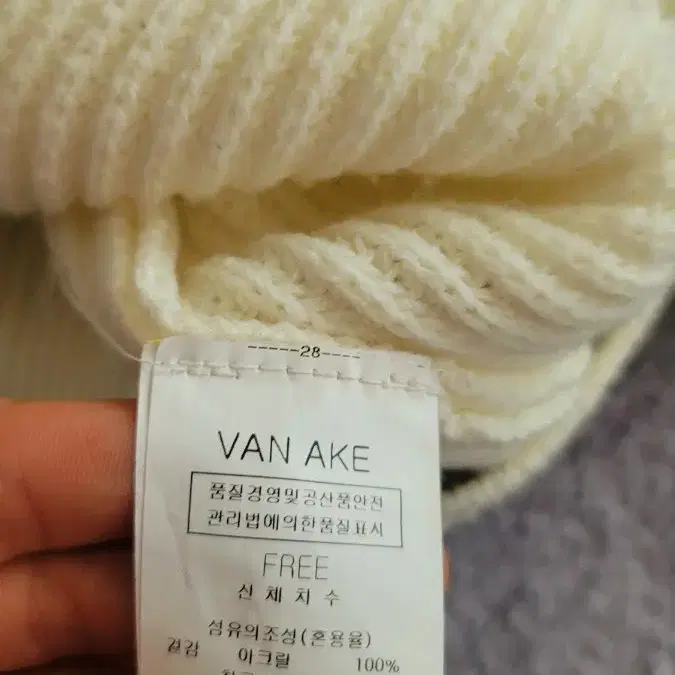 -----28----
VAN AKE
품질경영및공산품안전
관리법에의한품질표시
FREE
신 체 치 수
섬유의조성(혼용율)
겉감 아크릴 100%